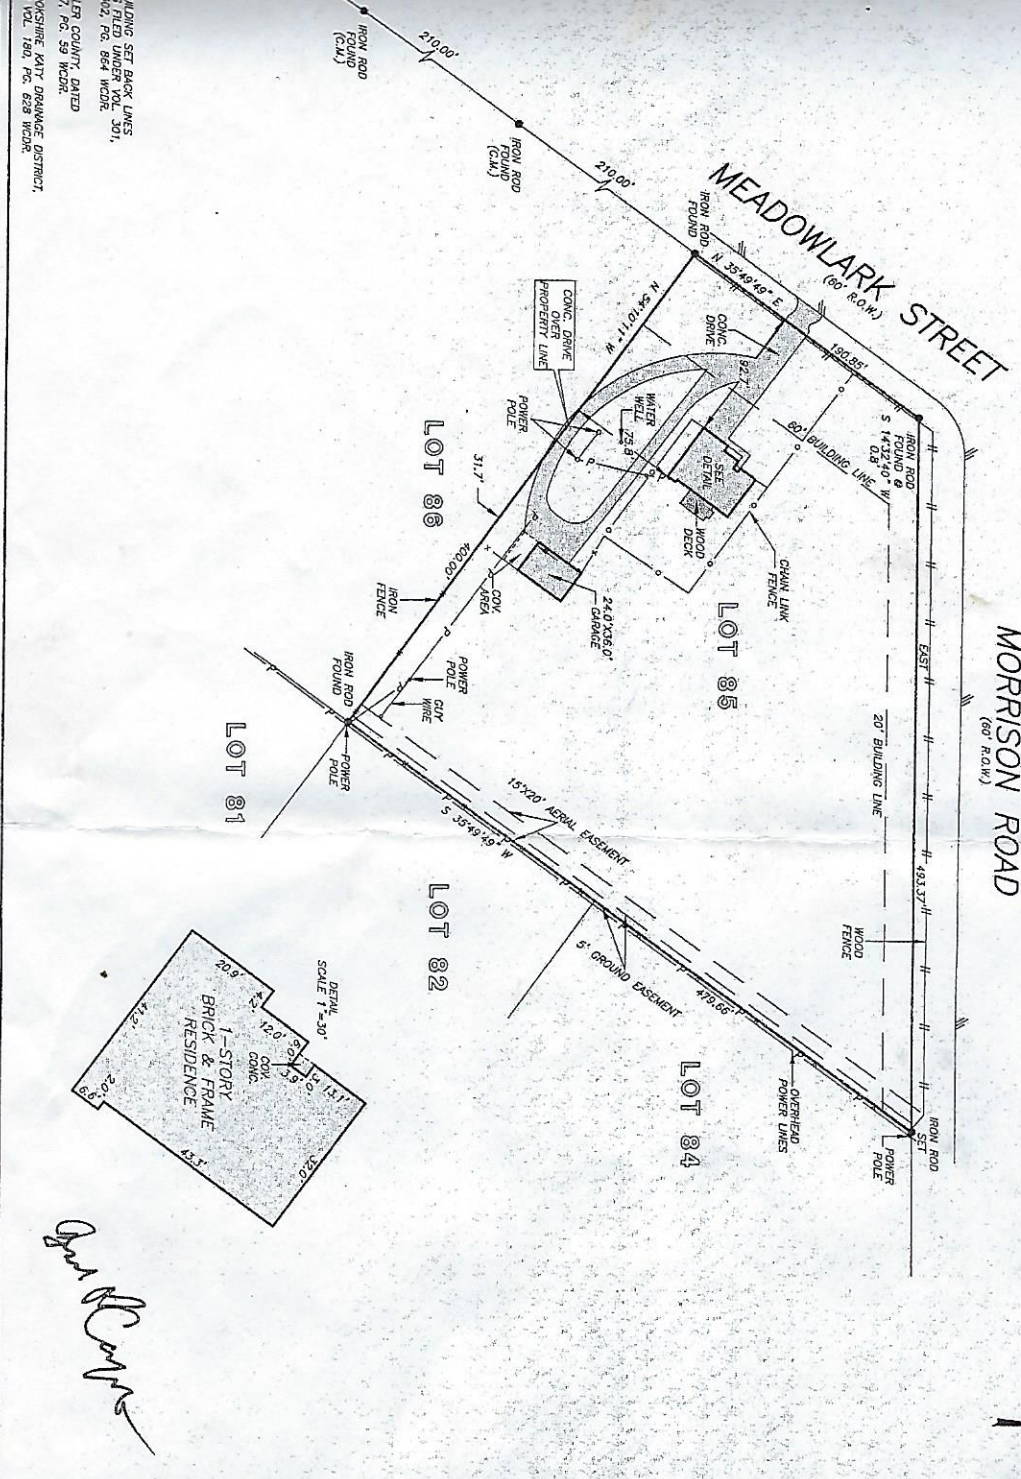 MORRISON ROAD
(60' R.O.W.)
MEADOWLARK STREET
(60' R.O.W.)
IRON ROD
FOUND
(C.M.)
210.00'
IRON ROD
FOUND
(C.M.)
210.00'
IRON ROD
FOUND
N 35°49'49" E
190.85'
IRON ROD
FOUND @
S 14°32'40" W
0.8'
EAST
493.37'
WOOD
FENCE
20' BUILDING LINE
60' BUILDING LINE
CONC.
DRIVE
92.7'
N 54°10'11" W
CONC. DRIVE
OVER
PROPERTY LINE
POWER
POLE
WATER
WELL
75.8'
SEE
DETAIL
WOOD
DECK
CHAIN LINK
FENCE
24.0'X36.0'
GARAGE
COV.
AREA
LOT 85
LOT 86
31.7'
400.00'
IRON
FENCE
POWER
POLE
GUY
WIRE
IRON ROD
FOUND
POWER
POLE
LOT 81
15'X20' AERIAL EASEMENT
S 35°49'49" W
LOT 82
5' GROUND EASEMENT
479.66'
LOT 84
OVERHEAD
POWER LINES
IRON ROD
SET
POWER
POLE
DETAIL
SCALE 1"=30'
1-STORY
BRICK & FRAME
RESIDENCE
COV.
CONC.
20.9'
12.0'
3.9'
13.1'
32.0'
43.3'
2.0'
6.6'
41.2'
ILDING SET BACK LINES
FILED UNDER VOL. 301,
02, PG. 864 WCDR.
LER COUNTY, DATED
7, PG. 59 WCDR.
OKSHIRE KATY DRAINAGE DISTRICT,
VOL. 180, PG. 628 WCDR.